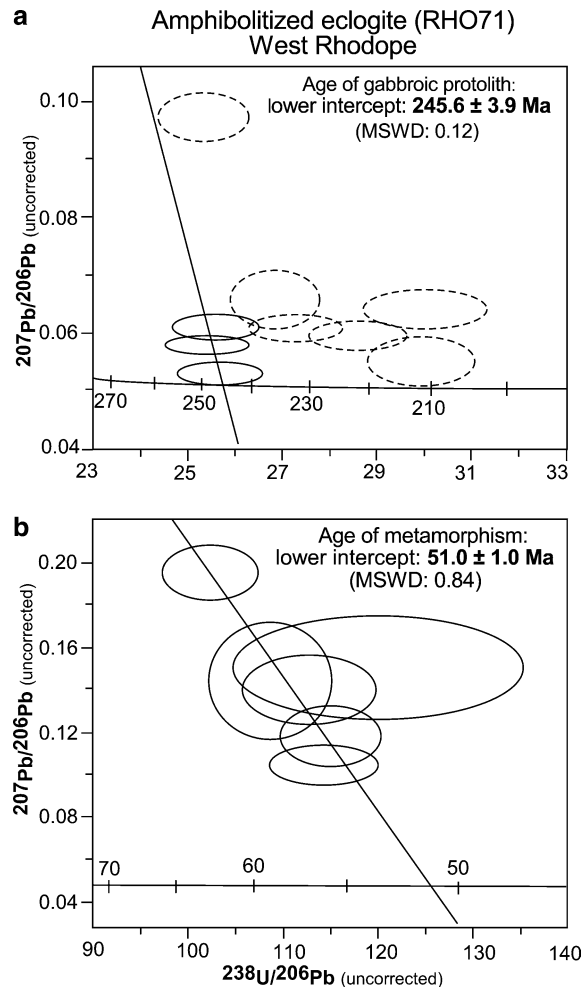 a
Amphibolitized eclogite (RHO71)
West Rhodope
Age of gabbroic protolith:
lower intercept: 245.6 ± 3.9 Ma
(MSWD: 0.12)
207Pb/206Pb (uncorrected)
0.10
0.08
0.06
0.04
270 250 230 210
23 25 27 29 31 33
b
Age of metamorphism:
lower intercept: 51.0 ± 1.0 Ma
(MSWD: 0.84)
207Pb/206Pb (uncorrected)
0.20
0.16
0.12
0.08
0.04
70 60 50
90 100 110 120 130 140
238U/206Pb (uncorrected)